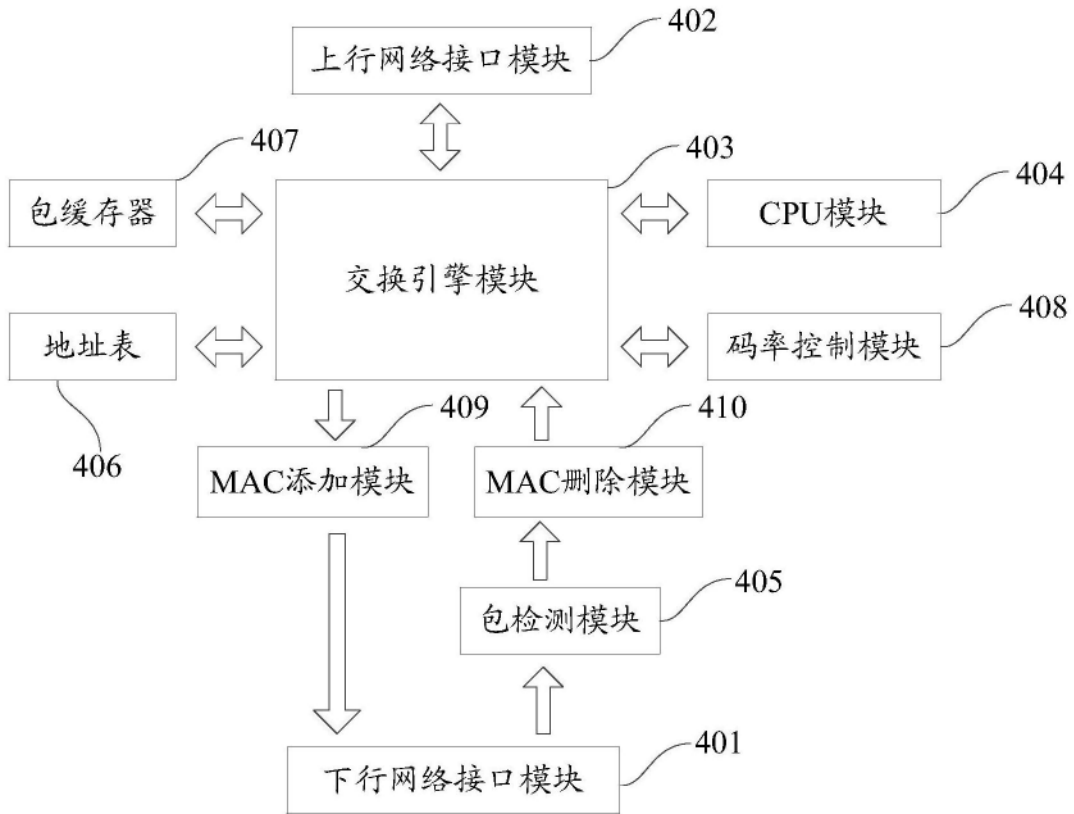 402
上行网络接口模块
407
403
404
包缓存器
CPU模块
交换引擎模块
408
地址表
码率控制模块
409
410
406
MAC添加模块
MAC删除模块
405
包检测模块
401
下行网络接口模块